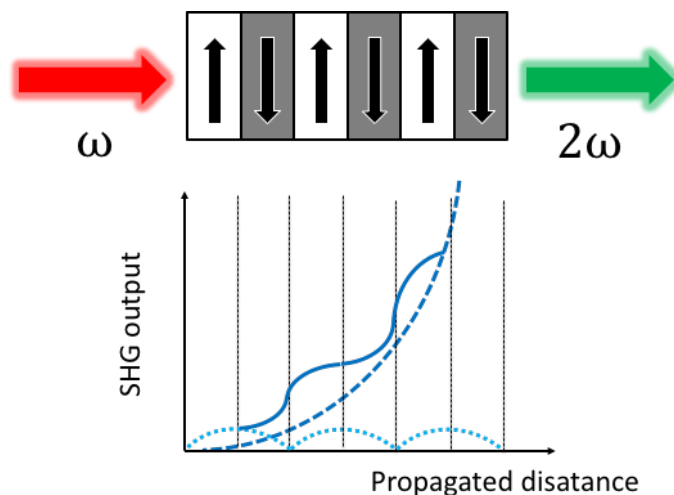 ω
2ω
SHG output
Propagated disatance